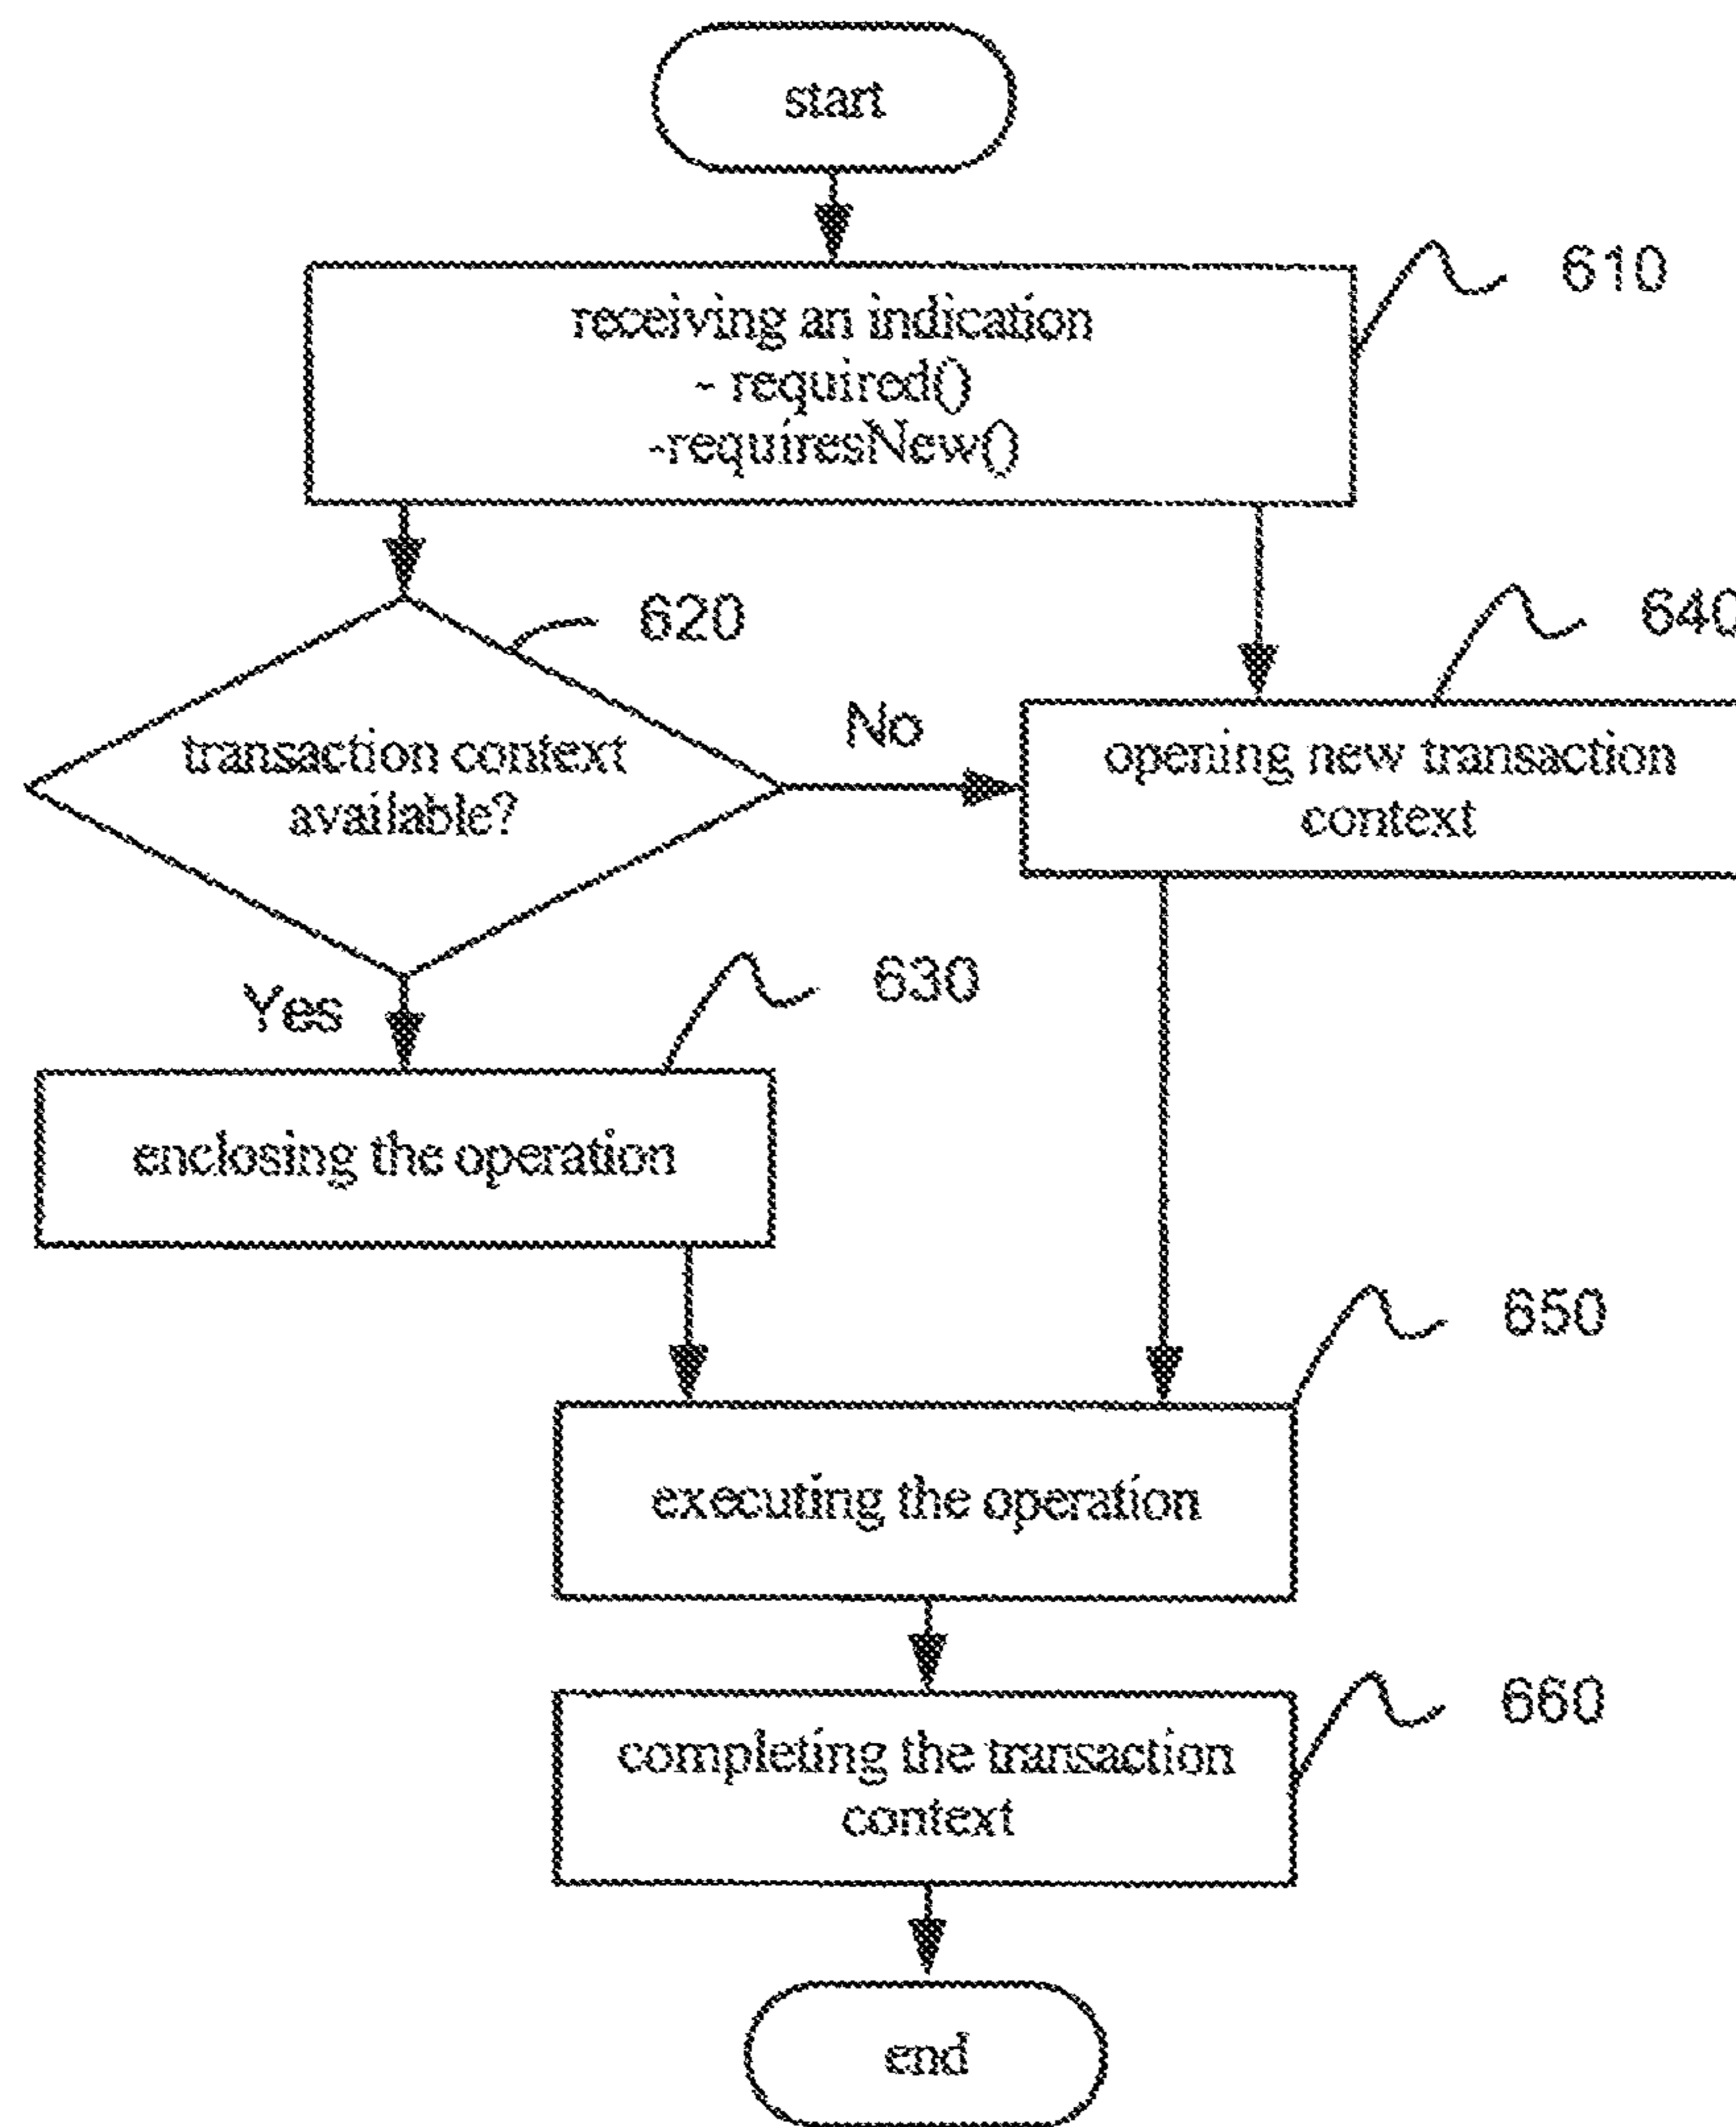 start
610
receiving an indication
- required()
-requiresNew()
620
640
No
transaction context
available?
opening new transaction
context
Yes
630
enclosing the operation
650
executing the operation
660
completing the transaction
context
end